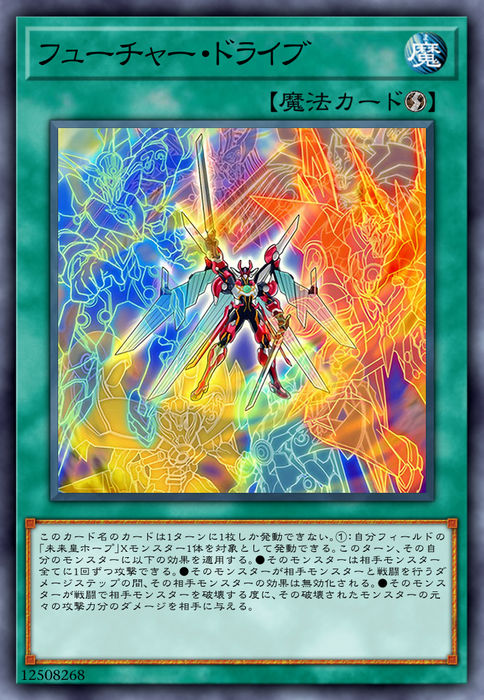 フューチャー・ドライブ
魔
【魔法カード】
このカード名のカードは1ターンに1枚しか発動できない。①:自分フィールドの
「未来皇ホープ」Xモンスター1体を対象として発動できる。このターン、その自
分のモンスターに以下の効果を適用する。●そのモンスターは相手モンスター
全てに1回ずつ攻撃できる。●そのモンスターが相手モンスターと戦闘を行うダ
メージステップの間、その相手モンスターの効果は無効化される。●そのモンス
ターが戦闘で相手モンスターを破壊する度に、その破壊されたモンスターの元
々の攻撃力分のダメージを相手に与える。
12508268